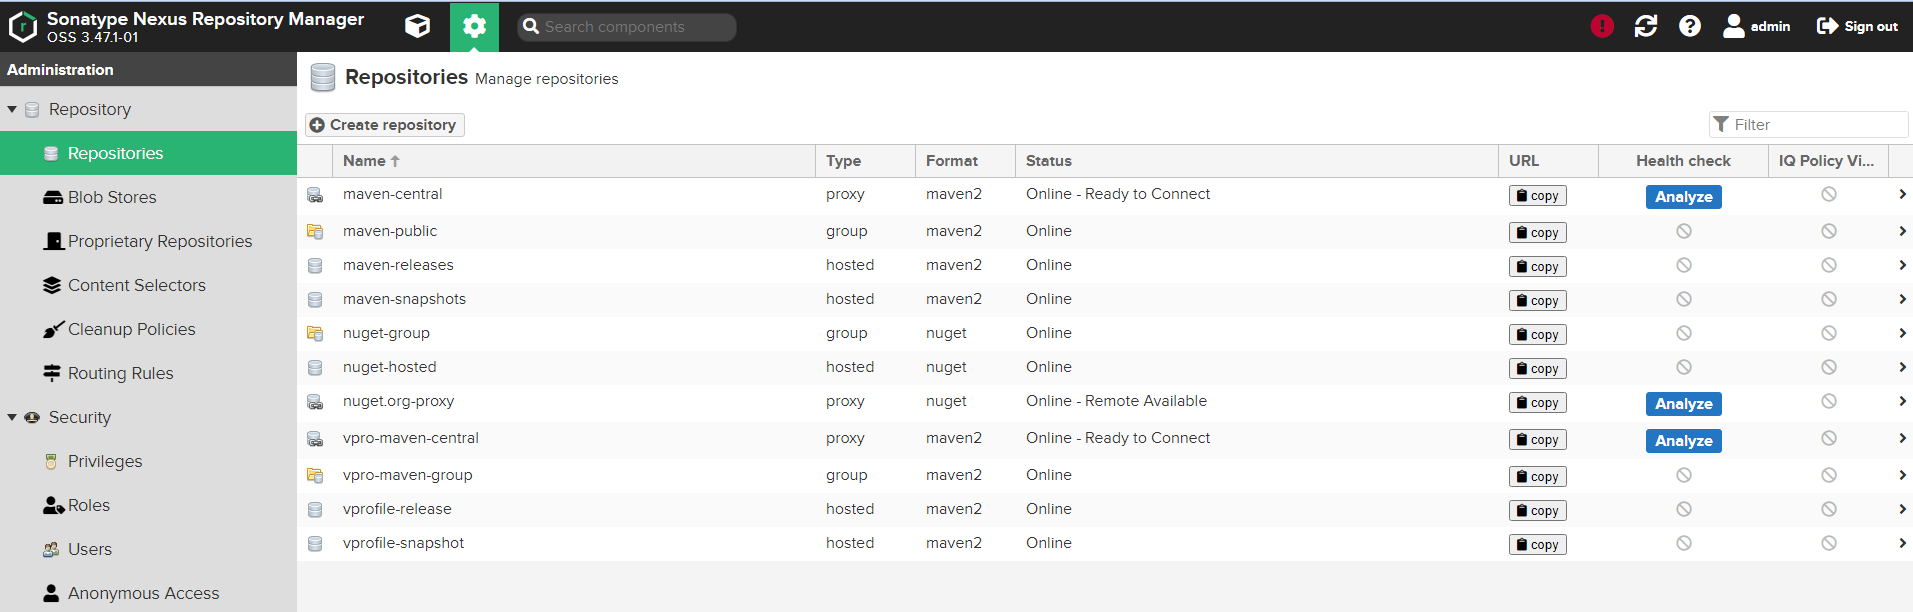 Sonatype Nexus Repository Manager
OSS 3.47.1-01
Search components
admin
Sign out
Administration
Repository
Repositories
Blob Stores
Proprietary Repositories
Content Selectors
Cleanup Policies
Routing Rules
Security
Privileges
Roles
Users
Anonymous Access
Repositories Manage repositories
Create repository
Filter
Name Type Format Status URL Health check IQ Policy Vi...
maven-central proxy maven2 Online - Ready to Connect copy Analyze
maven-public group maven2 Online copy
maven-releases hosted maven2 Online copy
maven-snapshots hosted maven2 Online copy
nuget-group group nuget Online copy
nuget-hosted hosted nuget Online copy
nuget.org-proxy proxy nuget Online - Remote Available copy Analyze
vpro-maven-central proxy maven2 Online - Ready to Connect copy Analyze
vpro-maven-group group maven2 Online copy
vprofile-release hosted maven2 Online copy
vprofile-snapshot hosted maven2 Online copy